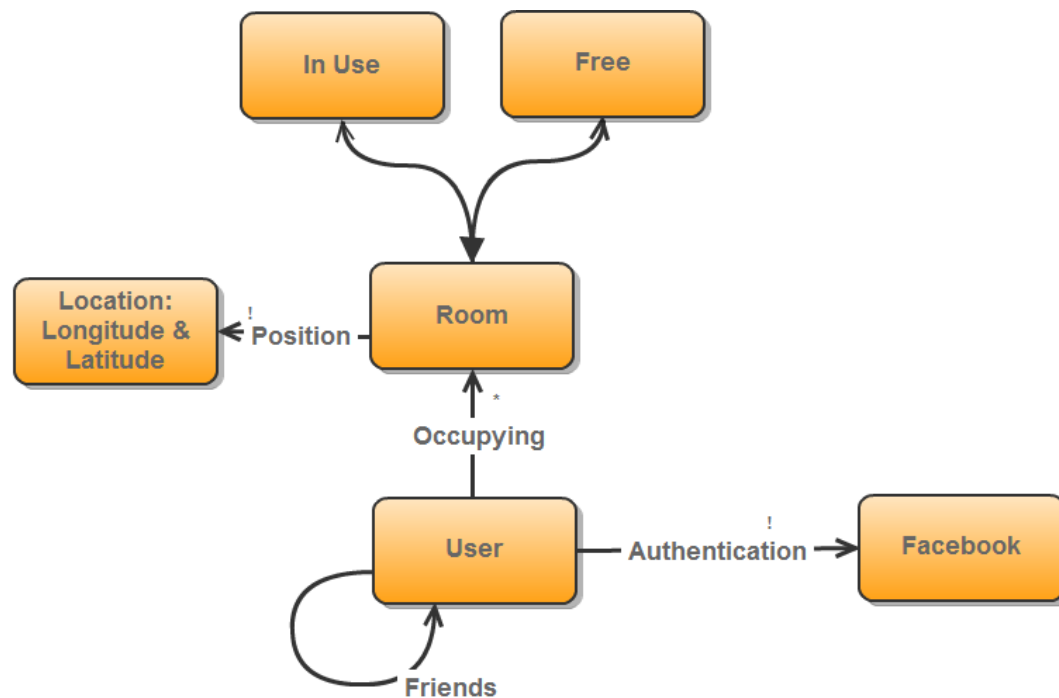 In Use
Free
Location:
Longitude &
Latitude
!
Position
Room
*
Occupying
User
!
Authentication
Facebook
Friends